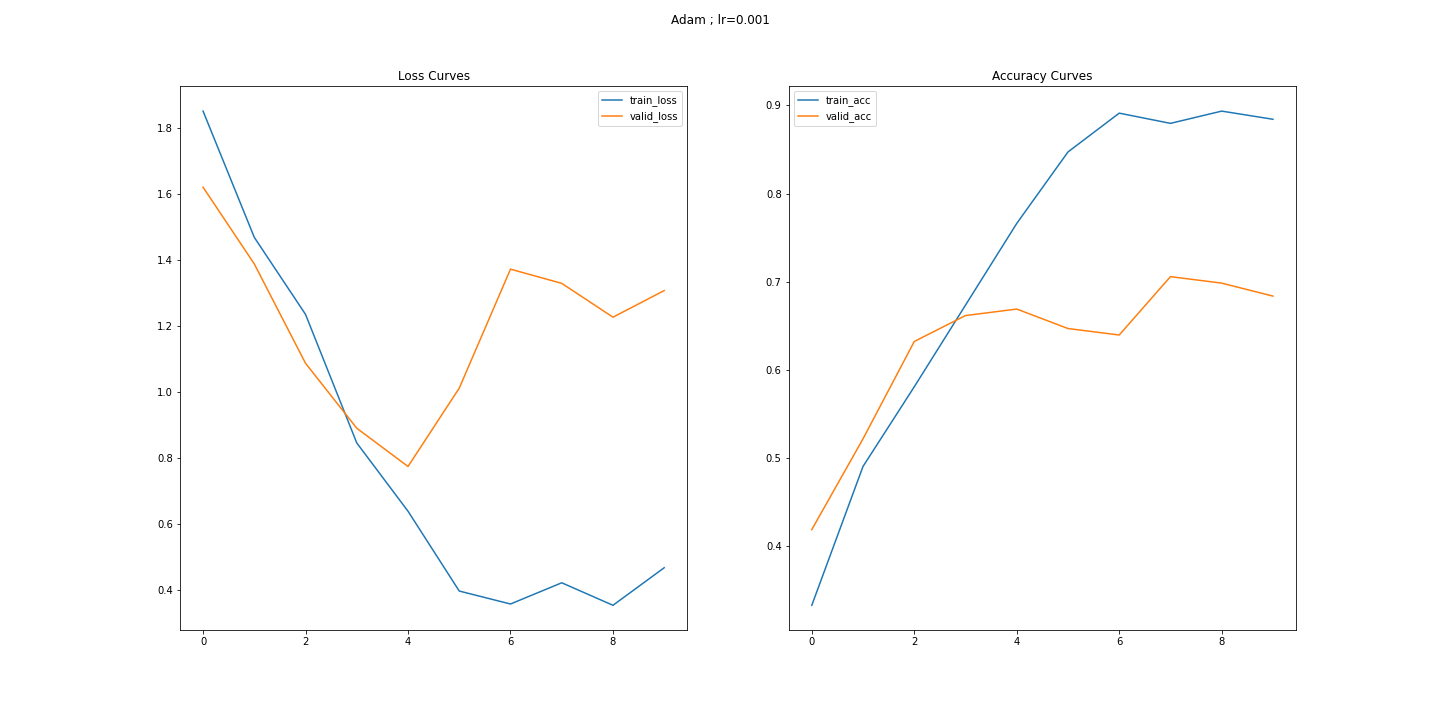 Adam ; lr=0.001
Loss Curves
train_loss
valid_loss
1.8
1.6
1.4
1.2
1.0
0.8
0.6
0.4
0 2 4 6 8
Accuracy Curves
train_acc
valid_acc
0.9
0.8
0.7
0.6
0.5
0.4
0 2 4 6 8